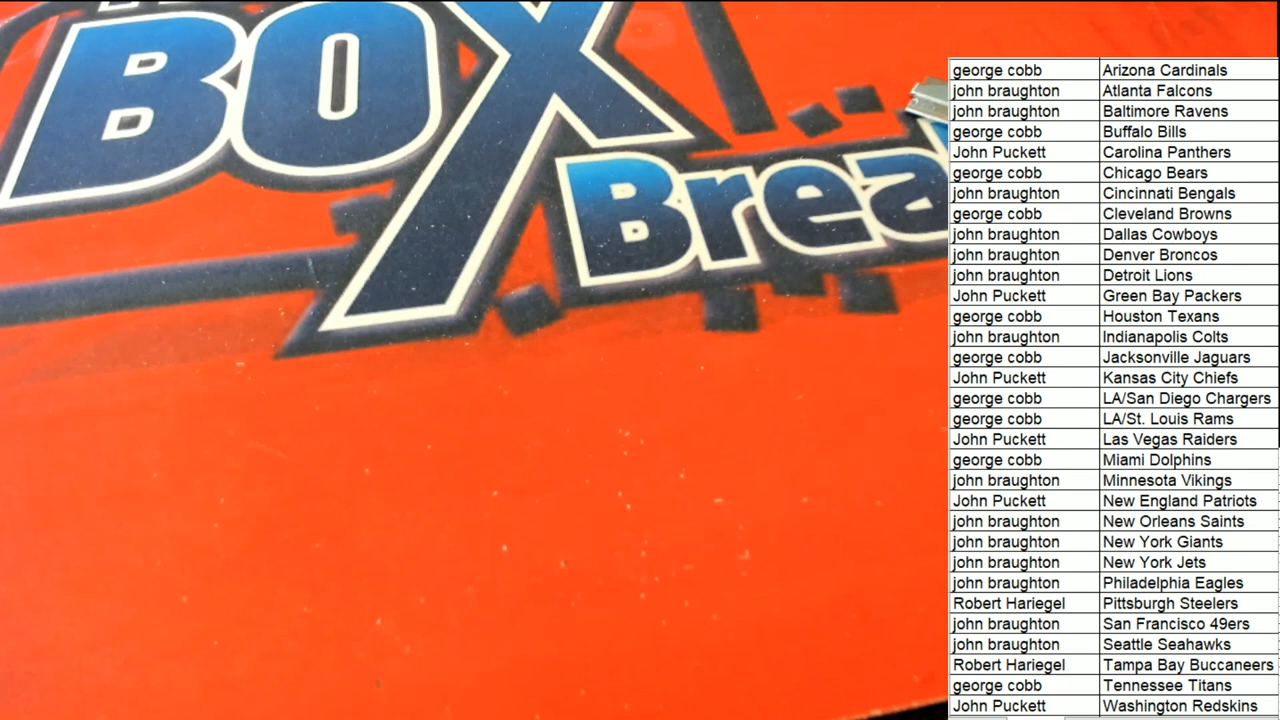 BOX
Brea
george cobb Arizona Cardinals
john braughton Atlanta Falcons
john braughton Baltimore Ravens
george cobb Buffalo Bills
John Puckett Carolina Panthers
george cobb Chicago Bears
john braughton Cincinnati Bengals
george cobb Cleveland Browns
john braughton Dallas Cowboys
john braughton Denver Broncos
john braughton Detroit Lions
John Puckett Green Bay Packers
george cobb Houston Texans
john braughton Indianapolis Colts
george cobb Jacksonville Jaguars
John Puckett Kansas City Chiefs
george cobb LA/San Diego Chargers
george cobb LA/St. Louis Rams
John Puckett Las Vegas Raiders
george cobb Miami Dolphins
john braughton Minnesota Vikings
John Puckett New England Patriots
john braughton New Orleans Saints
john braughton New York Giants
john braughton New York Jets
john braughton Philadelphia Eagles
Robert Hariegel Pittsburgh Steelers
john braughton San Francisco 49ers
john braughton Seattle Seahawks
Robert Hariegel Tampa Bay Buccaneers
george cobb Tennessee Titans
John Puckett Washington Redskins